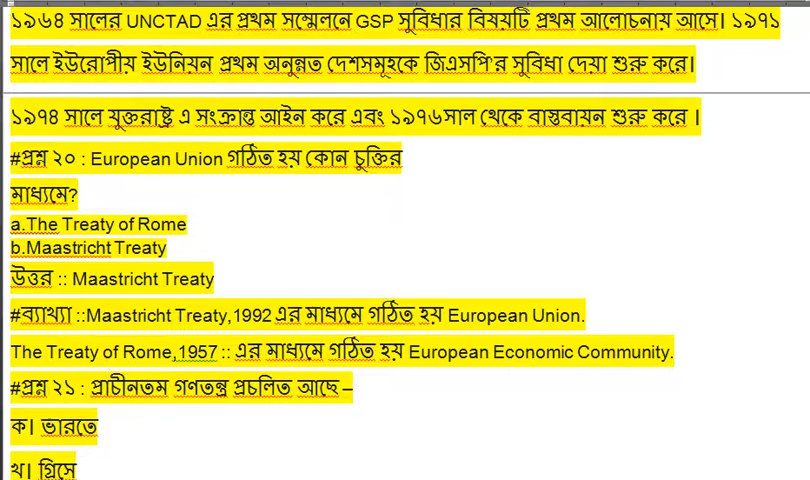 ১৯৬৪ সালের UNCTAD এর প্রথম সম্মেলনে GSP সুবিধার বিষয়টি প্রথম আলোচনায় আসে। ১৯৭১
সালে ইউরোপীয় ইউনিয়ন প্রথম অনুন্নত দেশসমূহকে জিএসপি'র সুবিধা দেয়া শুরু করে।
১৯৭৪ সালে যুক্তরাষ্ট্র এ সংক্রান্ত আইন করে এবং ১৯৭৬সাল থেকে বাস্তবায়ন শুরু করে ।
#প্রশ্ন ২০ : European Union গঠিত হয় কোন চুক্তির
মাধ্যমে?
a.The Treaty of Rome
b.Maastricht Treaty
উত্তর :: Maastricht Treaty
#ব্যাখ্যা ::Maastricht Treaty,1992 এর মাধ্যমে গঠিত হয় European Union.
The Treaty of Rome,1957 :: এর মাধ্যমে গঠিত হয় European Economic Community.
#প্রশ্ন ২১ : প্রাচীনতম গণতন্ত্র প্রচলিত আছে –
ক। ভারতে
খ। গ্রিসে